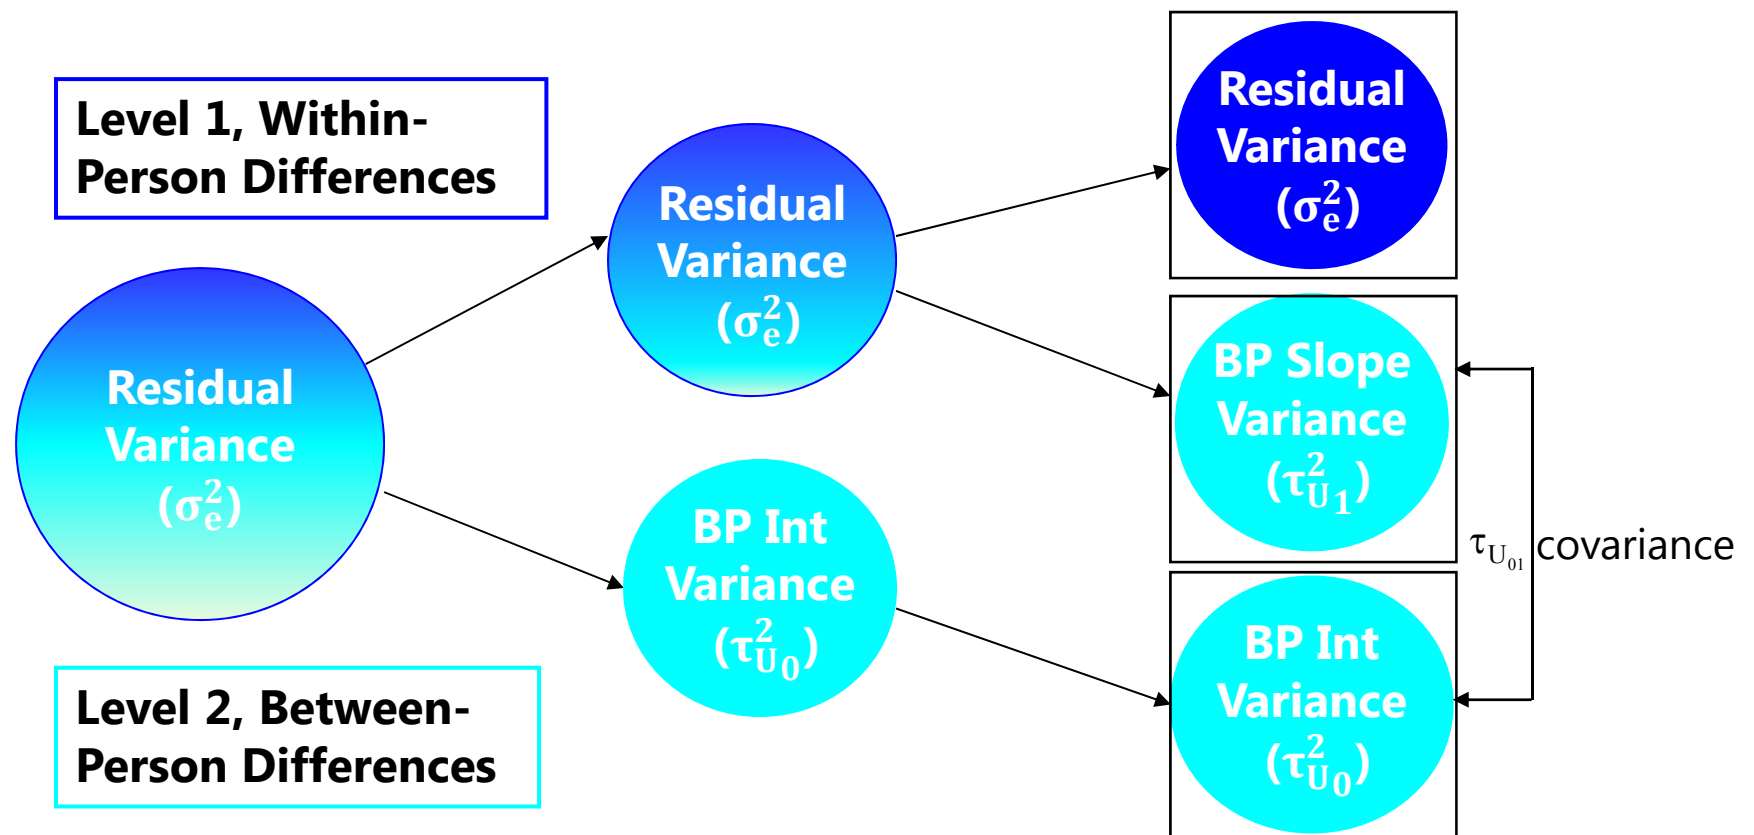 Level 1, Within-
Person Differences
Residual
Variance
(σ²ₑ)
Level 2, Between-
Person Differences
Residual
Variance
(σ²ₑ)
BP Int
Variance
(τ²U₀)
Residual
Variance
(σ²ₑ)
BP Slope
Variance
(τ²U₁)
BP Int
Variance
(τ²U₀)
τU₀₁ covariance